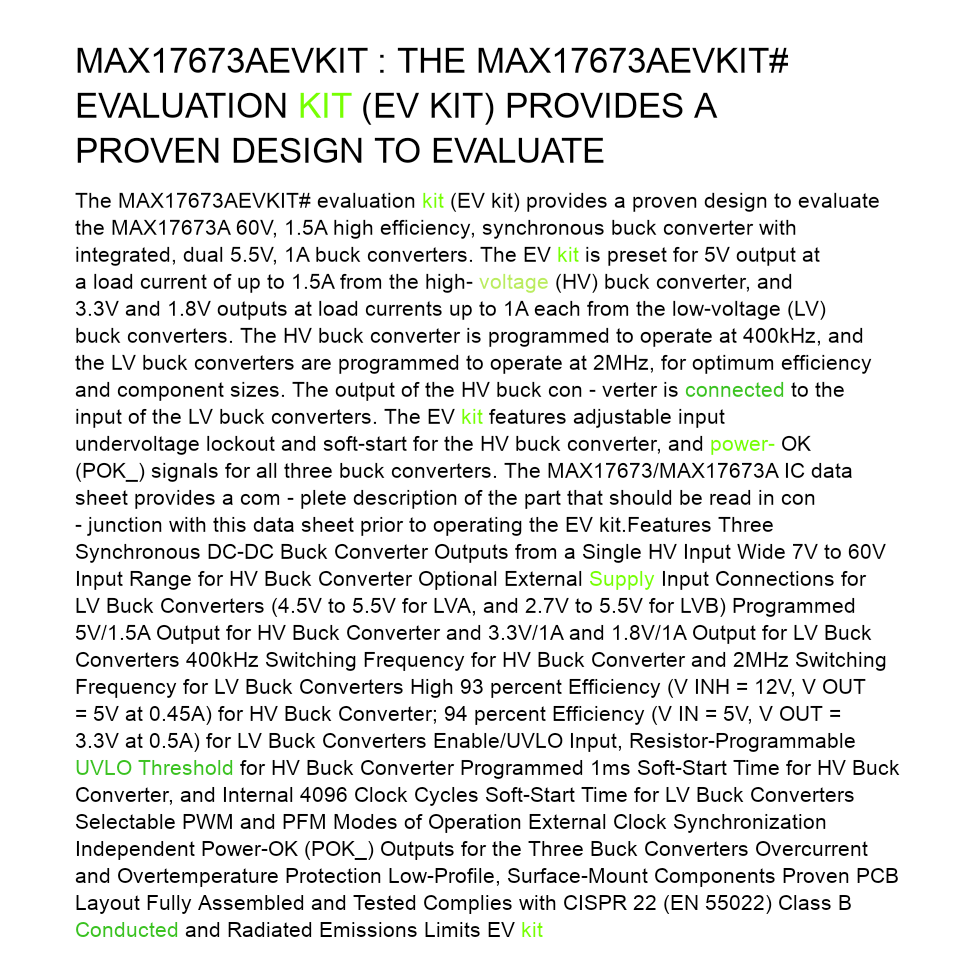 MAX17673AEVKIT : THE MAX17673AEVKIT#
EVALUATION KIT (EV KIT) PROVIDES A
PROVEN DESIGN TO EVALUATE
The MAX17673AEVKIT# evaluation kit (EV kit) provides a proven design to evaluate
the MAX17673A 60V, 1.5A high efficiency, synchronous buck converter with
integrated, dual 5.5V, 1A buck converters. The EV kit is preset for 5V output at
a load current of up to 1.5A from the high- voltage (HV) buck converter, and
3.3V and 1.8V outputs at load currents up to 1A each from the low-voltage (LV)
buck converters. The HV buck converter is programmed to operate at 400kHz, and
the LV buck converters are programmed to operate at 2MHz, for optimum efficiency
and component sizes. The output of the HV buck con - verter is connected to the
input of the LV buck converters. The EV kit features adjustable input
undervoltage lockout and soft-start for the HV buck converter, and power- OK
(POK_) signals for all three buck converters. The MAX17673/MAX17673A IC data
sheet provides a com - plete description of the part that should be read in con
- junction with this data sheet prior to operating the EV kit.Features Three
Synchronous DC-DC Buck Converter Outputs from a Single HV Input Wide 7V to 60V
Input Range for HV Buck Converter Optional External Supply Input Connections for
LV Buck Converters (4.5V to 5.5V for LVA, and 2.7V to 5.5V for LVB) Programmed
5V/1.5A Output for HV Buck Converter and 3.3V/1A and 1.8V/1A Output for LV Buck
Converters 400kHz Switching Frequency for HV Buck Converter and 2MHz Switching
Frequency for LV Buck Converters High 93 percent Efficiency (V INH = 12V, V OUT
= 5V at 0.45A) for HV Buck Converter; 94 percent Efficiency (V IN = 5V, V OUT =
3.3V at 0.5A) for LV Buck Converters Enable/UVLO Input, Resistor-Programmable
UVLO Threshold for HV Buck Converter Programmed 1ms Soft-Start Time for HV Buck
Converter, and Internal 4096 Clock Cycles Soft-Start Time for LV Buck Converters
Selectable PWM and PFM Modes of Operation External Clock Synchronization
Independent Power-OK (POK_) Outputs for the Three Buck Converters Overcurrent
and Overtemperature Protection Low-Profile, Surface-Mount Components Proven PCB
Layout Fully Assembled and Tested Complies with CISPR 22 (EN 55022) Class B
Conducted and Radiated Emissions Limits EV kit